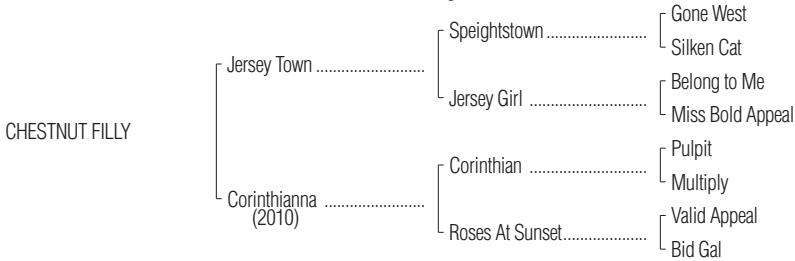 Gone West
Speightstown ........................
Silken Cat
Jersey Town ..........................
Belong to Me
Jersey Girl ............................
Miss Bold Appeal
CHESTNUT FILLY
Pulpit
Corinthian ............................
Multiply
Corinthianna ........................
(2010)
Valid Appeal
Roses At Sunset....................
Bid Gal